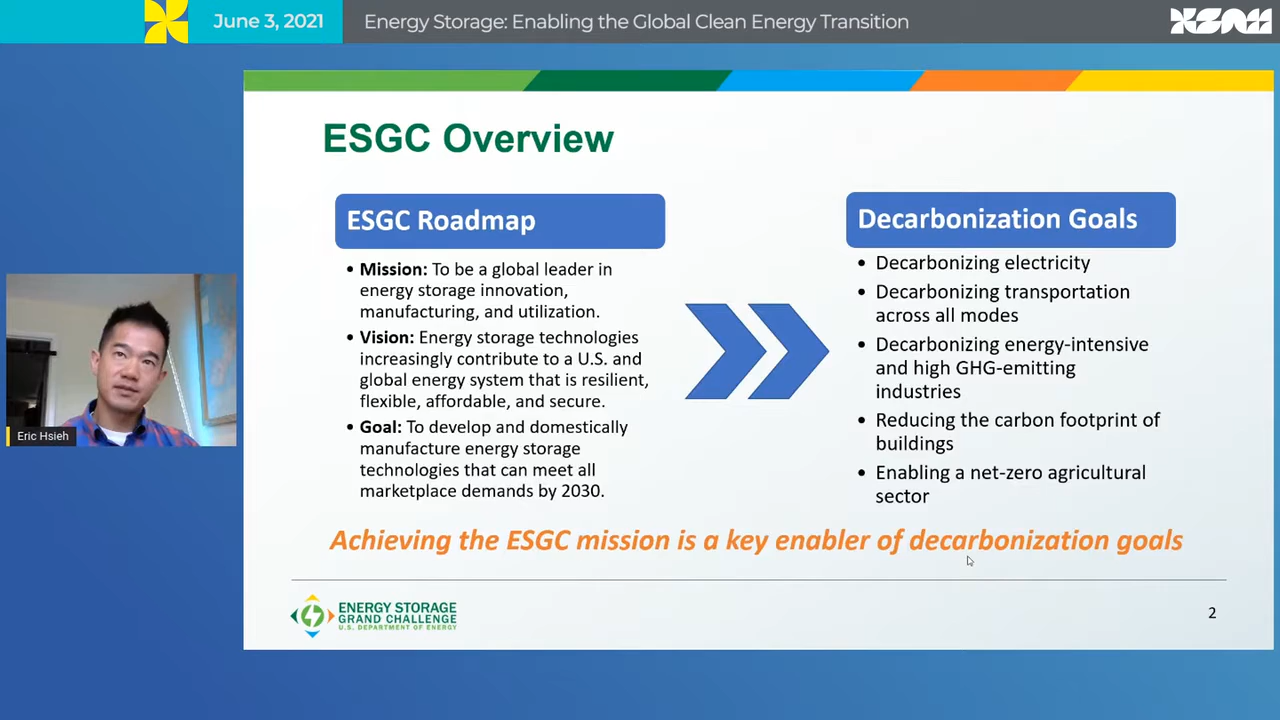 June 3, 2021
Energy Storage: Enabling the Global Clean Energy Transition
ESGC Overview
ESGC Roadmap
• Mission: To be a global leader in
energy storage innovation,
manufacturing, and utilization.
• Vision: Energy storage technologies
increasingly contribute to a U.S. and
global energy system that is resilient,
flexible, affordable, and secure.
• Goal: To develop and domestically
manufacture energy storage
technologies that can meet all
marketplace demands by 2030.
Decarbonization Goals
• Decarbonizing electricity
• Decarbonizing transportation
across all modes
• Decarbonizing energy-intensive
and high GHG-emitting
industries
• Reducing the carbon footprint of
buildings
• Enabling a net-zero agricultural
sector
Achieving the ESGC mission is a key enabler of decarbonization goals
Eric Hsieh
ENERGY STORAGE
GRAND CHALLENGE
U.S. DEPARTMENT OF ENERGY
2